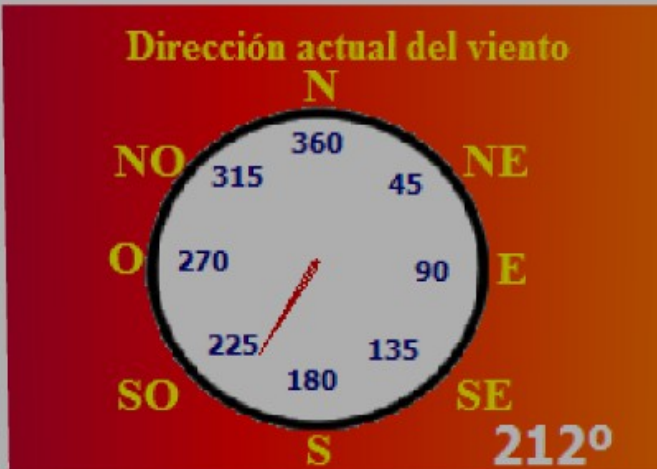 Dirección actual del viento
N
NO
NE
360
315
45
O
270
90
E
225
135
180
SO
SE
S
212º